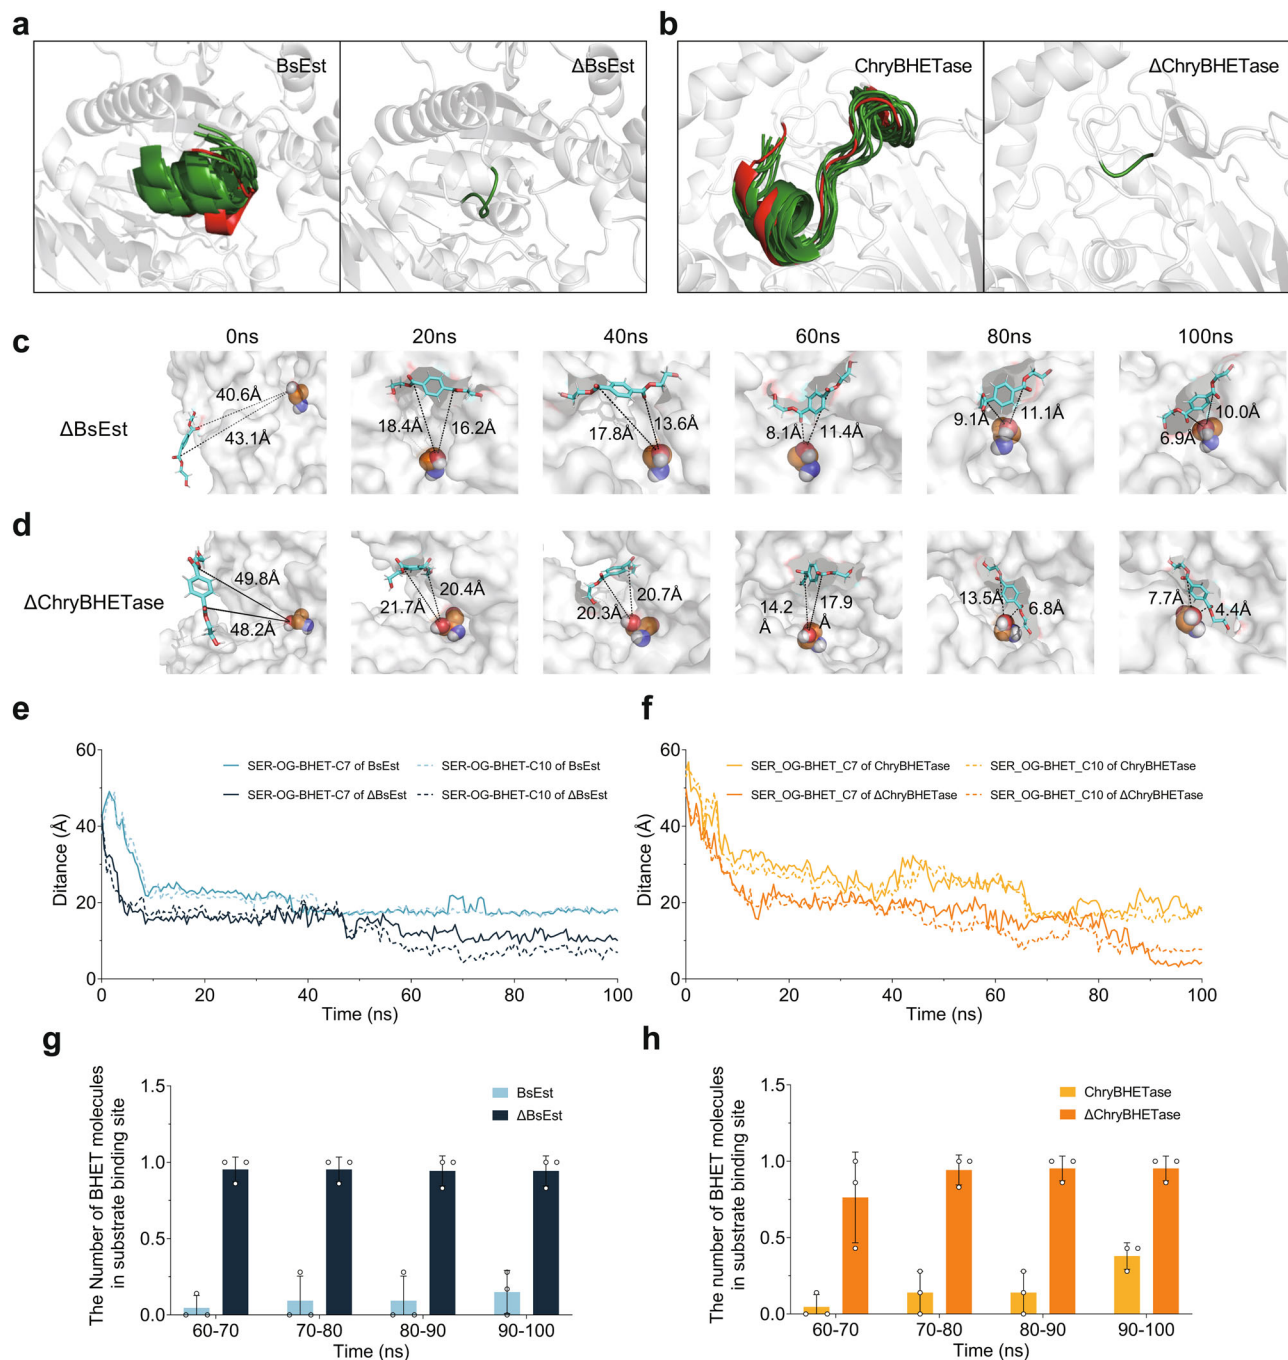 a
b
BsEst
ΔBsEst
ChryBHETase
ΔChryBHETase
c
0ns
20ns
40ns
60ns
80ns
100ns
ΔBsEst
40.6Å
43.1Å
18.4Å
16.2Å
17.8Å
13.6Å
8.1Å
11.4Å
9.1Å
11.1Å
6.9Å
10.0Å
d
ΔChryBHETase
49.8Å
48.2Å
21.7Å
20.4Å
20.3Å
20.7Å
14.2
Å
17.9
Å
13.5Å
6.8Å
7.7Å
4.4Å
e
SER-OG-BHET-C7 of BsEst
SER-OG-BHET-C10 of BsEst
SER-OG-BHET-C7 of ΔBsEst
SER-OG-BHET-C10 of ΔBsEst
Ditance (Å)
60
40
20
0
0
20
40
60
80
100
Time (ns)
f
SER_OG-BHET_C7 of ChryBHETase
SER_OG-BHET_C10 of ChryBHETase
SER_OG-BHET_C7 of ΔChryBHETase
SER_OG-BHET_C10 of ΔChryBHETase
Ditance (Å)
60
40
20
0
0
20
40
60
80
100
Time (ns)
g
BsEst
ΔBsEst
The Number of BHET molecules
in substrate binding site
1.5
1.0
0.5
0.0
60-70
70-80
80-90
90-100
Time (ns)
h
ChryBHETase
ΔChryBHETase
The number of BHET molecules
in substrate binding site
1.5
1.0
0.5
0.0
60-70
70-80
80-90
90-100
Time (ns)